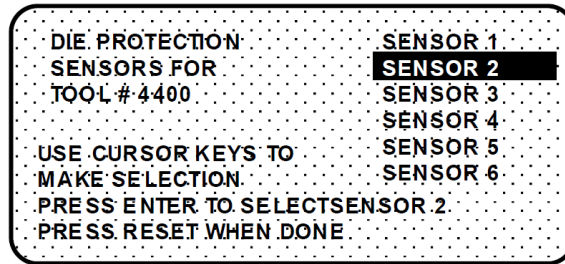 DIE PROTECTION
SENSORS FOR
TOOL # 4400
SENSOR 1
SENSOR 2
SENSOR 3
SENSOR 4
SENSOR 5
SENSOR 6
USE CURSOR KEYS TO
MAKE SELECTION
PRESS ENTER TO SELECTSENSOR 2
PRESS RESET WHEN DONE